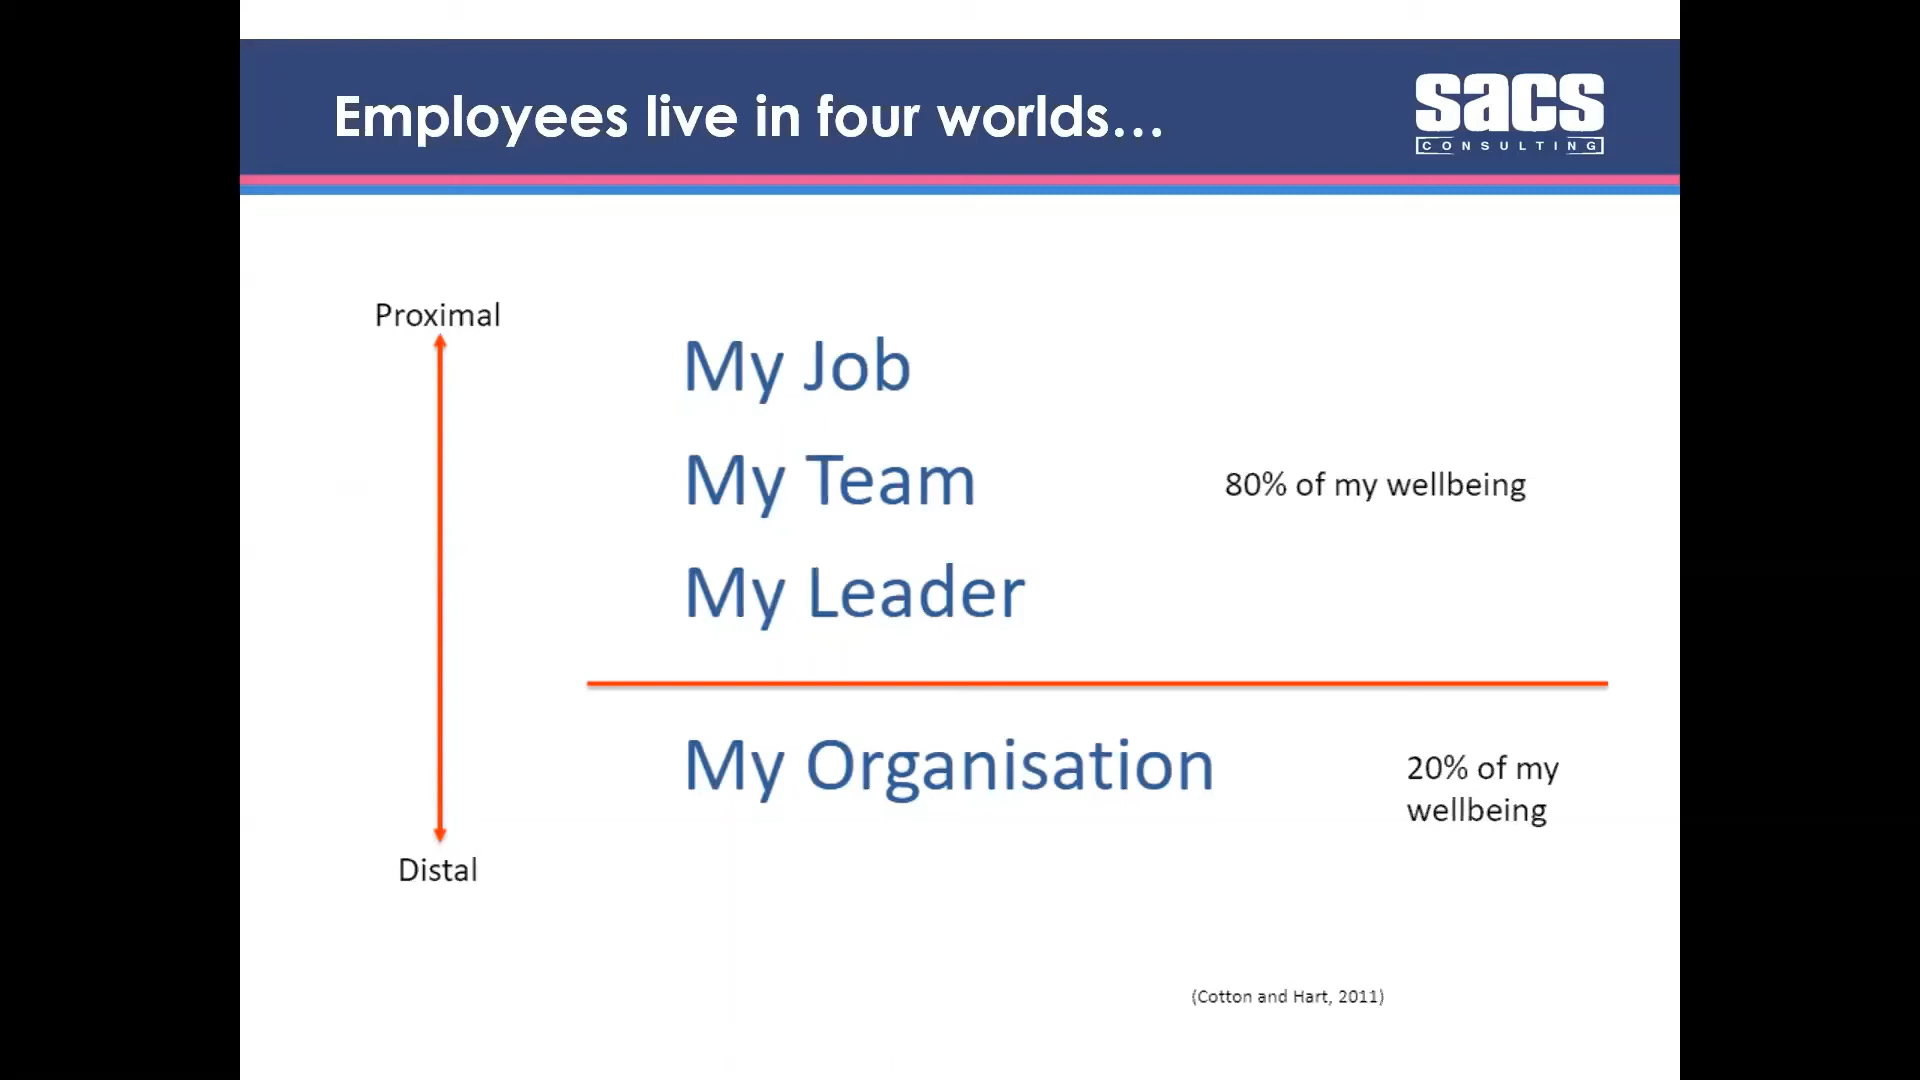 Employees live in four worlds...
sacs
CONSULTING
Proximal
My Job
My Team
80% of my wellbeing
My Leader
My Organisation
20% of my
wellbeing
Distal
(Cotton and Hart, 2011)